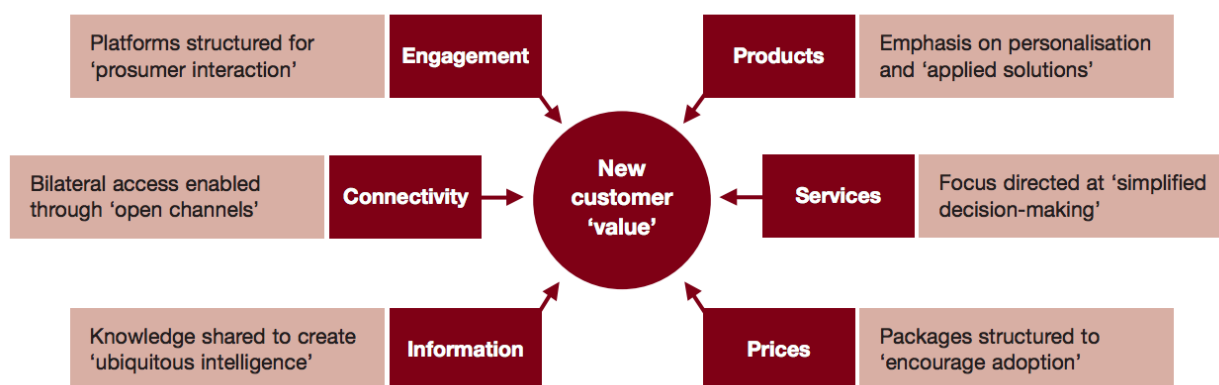 Platforms structured for
‘prosumer interaction’
Engagement
Products
Emphasis on personalisation
and ‘applied solutions’
Bilateral access enabled
through ‘open channels’
Connectivity
New
customer
‘value’
Services
Focus directed at ‘simplified
decision-making’
Knowledge shared to create
‘ubiquitous intelligence’
Information
Prices
Packages structured to
‘encourage adoption’